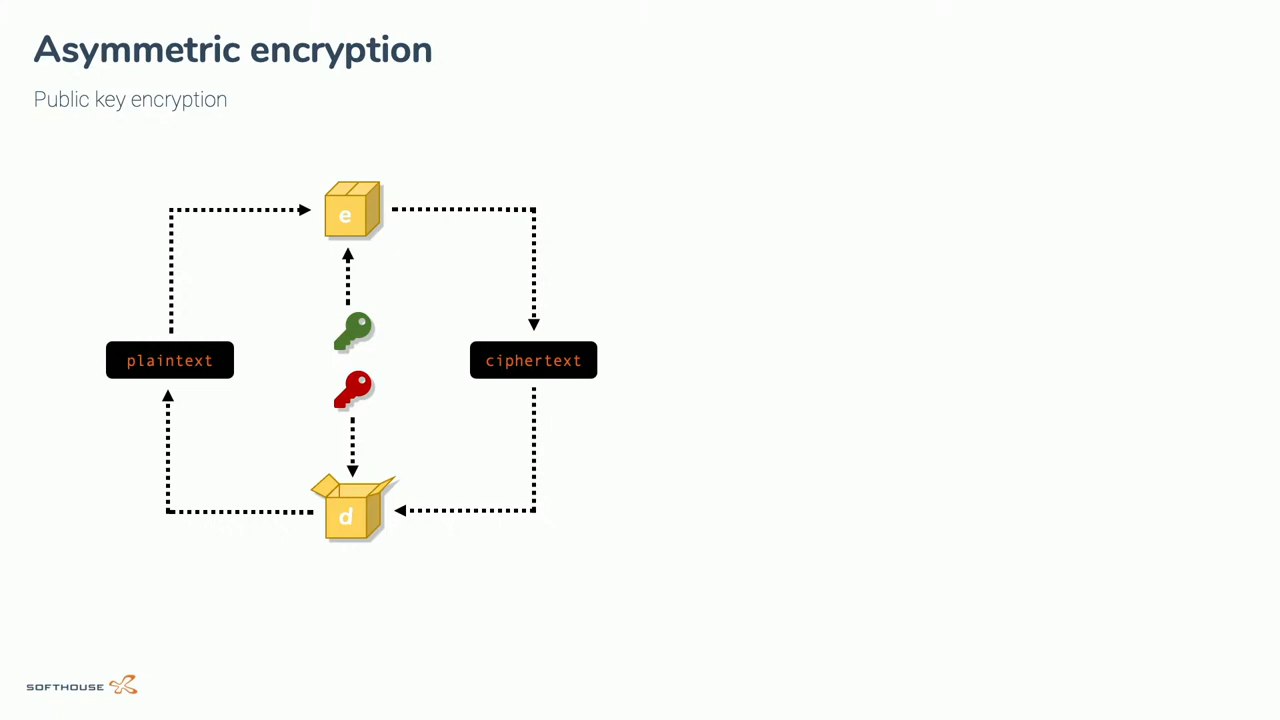 Asymmetric encryption
Public key encryption
e
plaintext
ciphertext
d
SOFTHOUSE